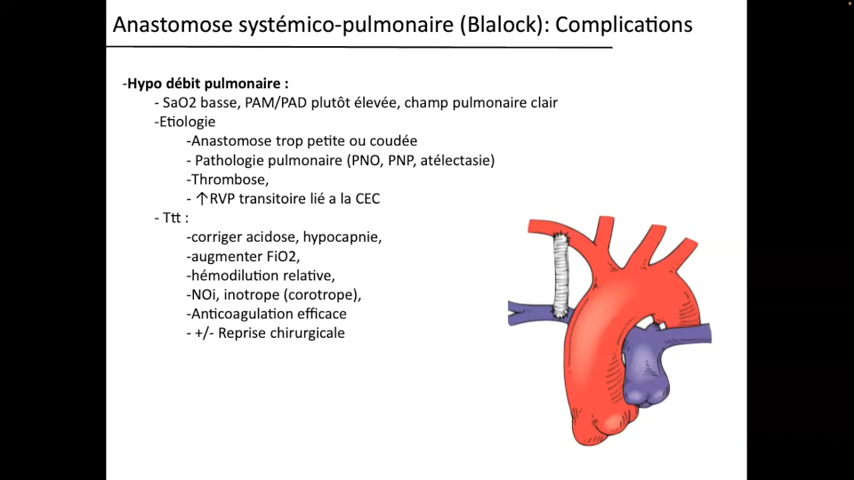 Anastomose systémico-pulmonaire (Blalock): Complications
-Hypo débit pulmonaire :
- SaO2 basse, PAM/PAD plutôt élevée, champ pulmonaire clair
-Etiologie
-Anastomose trop petite ou coudée
- Pathologie pulmonaire (PNO, PNP, atélectasie)
-Thrombose,
- ↑RVP transitoire lié a la CEC
- Ttt :
-corriger acidose, hypocapnie,
-augmenter FiO2,
-hémodilution relative,
-NOi, inotrope (corotrope),
-Anticoagulation efficace
- +/- Reprise chirurgicale